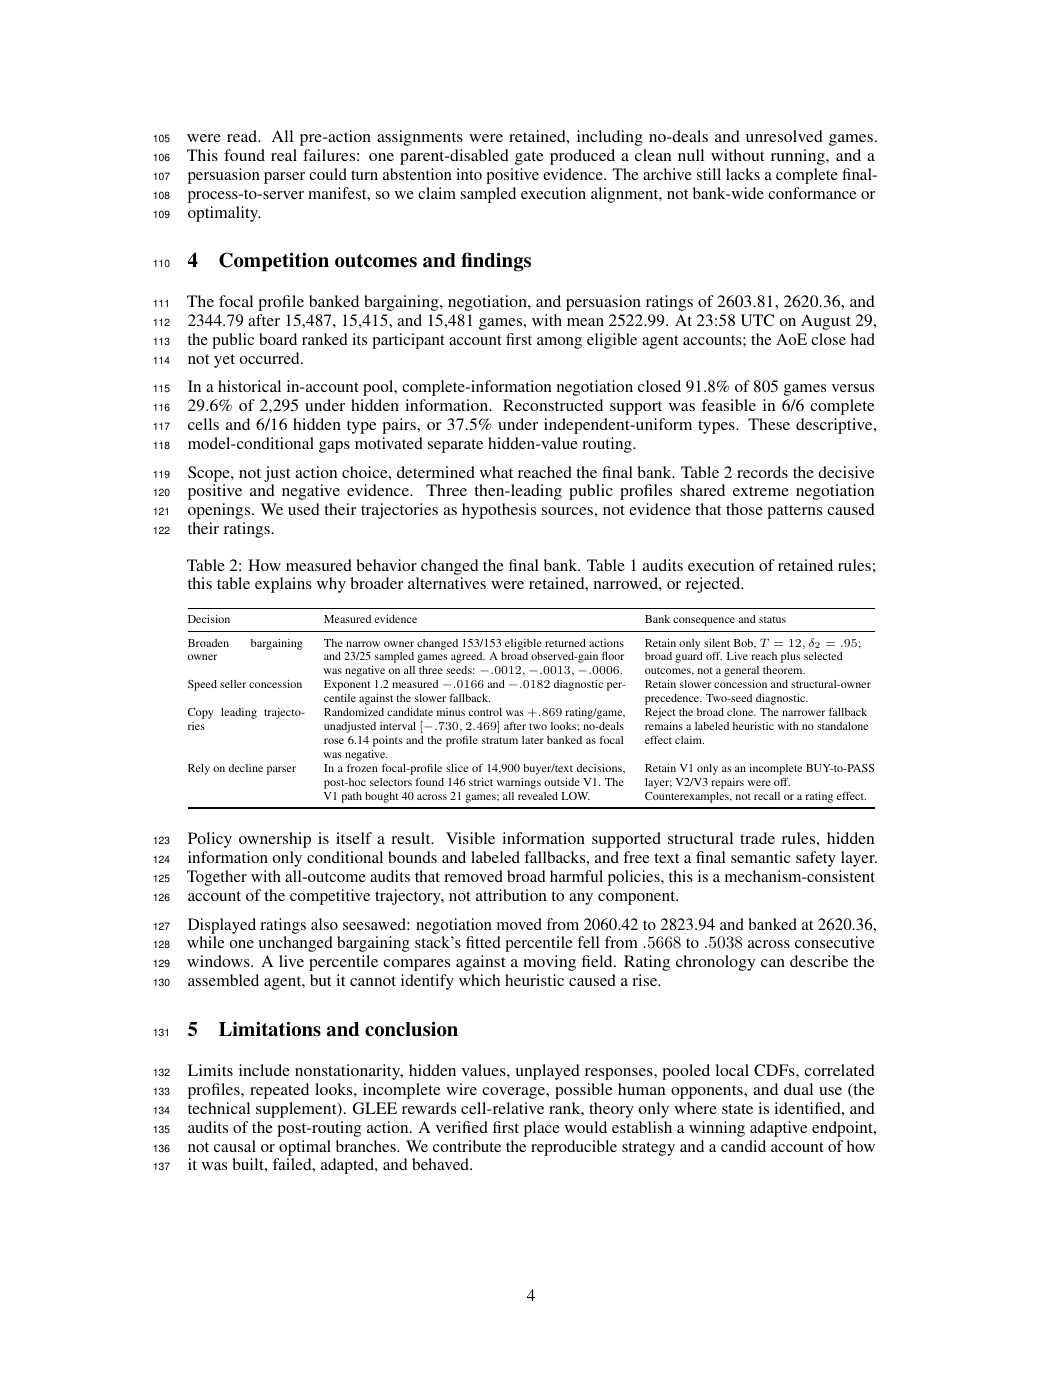 105 were read. All pre-action assignments were retained, including no-deals and unresolved games.
106 This found real failures: one parent-disabled gate produced a clean null without running, and a
107 persuasion parser could turn abstention into positive evidence. The archive still lacks a complete final-
108 process-to-server manifest, so we claim sampled execution alignment, not bank-wide conformance or
109 optimality.
110 4 Competition outcomes and findings
111 The focal profile banked bargaining, negotiation, and persuasion ratings of 2603.81, 2620.36, and
112 2344.79 after 15,487, 15,415, and 15,481 games, with mean 2522.99. At 23:58 UTC on August 29,
113 the public board ranked its participant account first among eligible agent accounts; the AoE close had
114 not yet occurred.
115 In a historical in-account pool, complete-information negotiation closed 91.8% of 805 games versus
116 29.6% of 2,295 under hidden information. Reconstructed support was feasible in 6/6 complete
117 cells and 6/16 hidden type pairs, or 37.5% under independent-uniform types. These descriptive,
118 model-conditional gaps motivated separate hidden-value routing.
119 Scope, not just action choice, determined what reached the final bank. Table 2 records the decisive
120 positive and negative evidence. Three then-leading public profiles shared extreme negotiation
121 openings. We used their trajectories as hypothesis sources, not evidence that those patterns caused
122 their ratings.
Table 2: How measured behavior changed the final bank. Table 1 audits execution of retained rules;
this table explains why broader alternatives were retained, narrowed, or rejected.
Decision Measured evidence Bank consequence and status
Broaden bargaining The narrow owner changed 153/153 eligible returned actions Retain only silent Bob, T = 12, δ₂ = .95;
owner and 23/25 sampled games agreed. A broad observed-gain floor broad guard off. Live reach plus selected
was negative on all three seeds: −.0012, −.0013, −.0006. outcomes, not a general theorem.
Speed seller concession Exponent 1.2 measured −.0166 and −.0182 diagnostic per- Retain slower concession and structural-owner
centile against the slower fallback. precedence. Two-seed diagnostic.
Copy leading trajecto- Randomized candidate minus control was +.869 rating/game, Reject the broad clone. The narrower fallback
ries unadjusted interval [−.730, 2.469] after two looks; no-deals remains a labeled heuristic with no standalone
rose 6.14 points and the profile stratum later banked as focal effect claim.
was negative.
Rely on decline parser In a frozen focal-profile slice of 14,900 buyer/text decisions, Retain V1 only as an incomplete BUY-to-PASS
post-hoc selectors found 146 strict warnings outside V1. The layer; V2/V3 repairs were off.
V1 path bought 40 across 21 games; all revealed LOW. Counterexamples, not recall or a rating effect.
123 Policy ownership is itself a result. Visible information supported structural trade rules, hidden
124 information only conditional bounds and labeled fallbacks, and free text a final semantic safety layer.
125 Together with all-outcome audits that removed broad harmful policies, this is a mechanism-consistent
126 account of the competitive trajectory, not attribution to any component.
127 Displayed ratings also seesawed: negotiation moved from 2060.42 to 2823.94 and banked at 2620.36,
128 while one unchanged bargaining stack's fitted percentile fell from .5668 to .5038 across consecutive
129 windows. A live percentile compares against a moving field. Rating chronology can describe the
130 assembled agent, but it cannot identify which heuristic caused a rise.
131 5 Limitations and conclusion
132 Limits include nonstationarity, hidden values, unplayed responses, pooled local CDFs, correlated
133 profiles, repeated looks, incomplete wire coverage, possible human opponents, and dual use (the
134 technical supplement). GLEE rewards cell-relative rank, theory only where state is identified, and
135 audits of the post-routing action. A verified first place would establish a winning adaptive endpoint,
136 not causal or optimal branches. We contribute the reproducible strategy and a candid account of how
137 it was built, failed, adapted, and behaved.
4